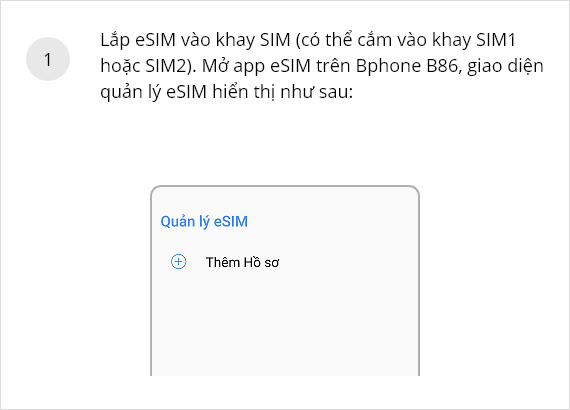 1
Lắp eSIM vào khay SIM (có thể cắm vào khay SIM1
hoặc SIM2). Mở app eSIM trên Bphone B86, giao diện
quản lý eSIM hiển thị như sau:
Quản lý eSIM
Thêm Hồ sơ